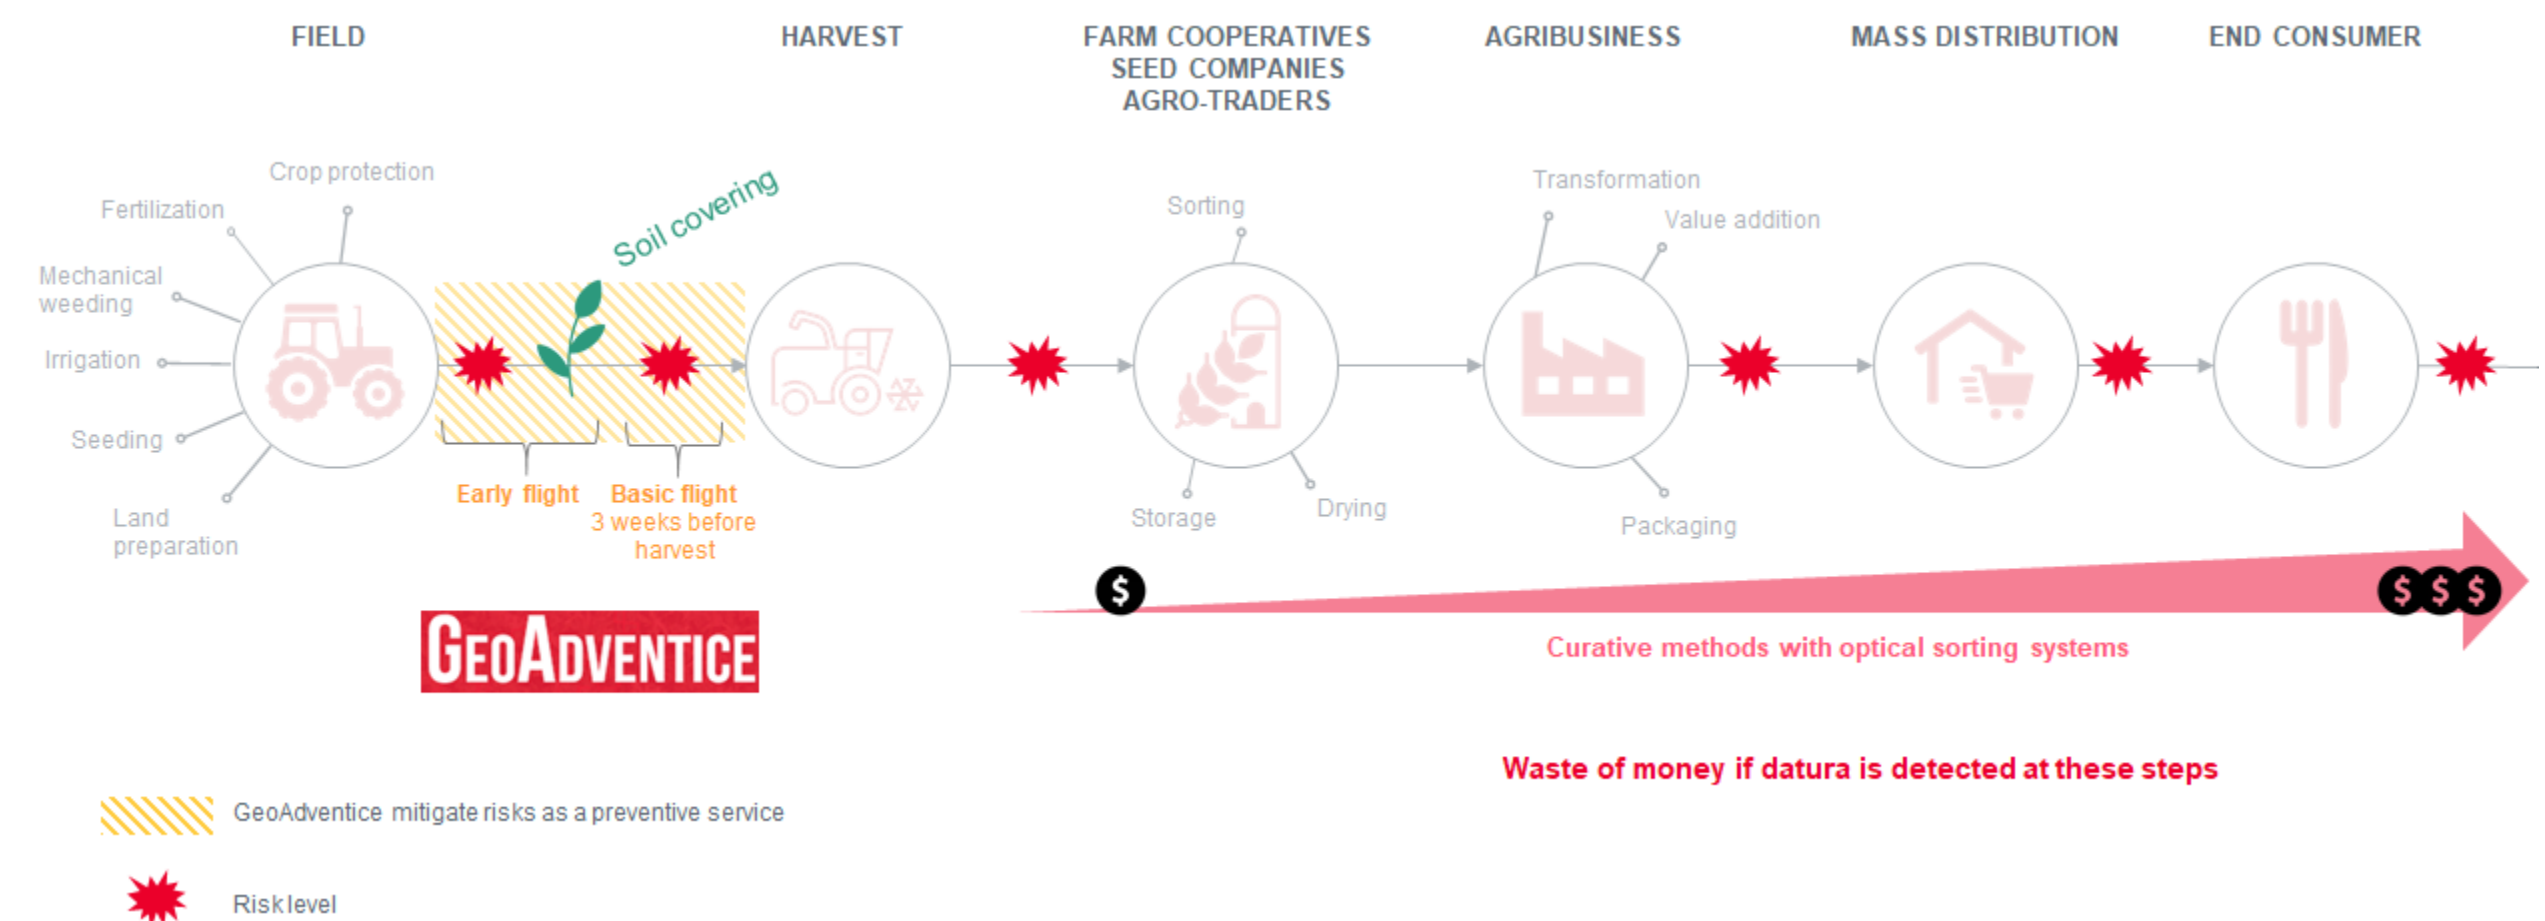 FIELD
HARVEST
FARM COOPERATIVES
SEED COMPANIES
AGRO-TRADERS
AGRIBUSINESS
MASS DISTRIBUTION
END CONSUMER
Crop protection
Fertilization
Mechanical
weeding
Irrigation
Seeding
Land
preparation
Soil covering
Early flight
Basic flight
3 weeks before
harvest
Sorting
Storage
Drying
Transformation
Value addition
Packaging
$
$ $ $
GEOADVENTICE
Curative methods with optical sorting systems
Waste of money if datura is detected at these steps
GeoAdventice mitigate risks as a preventive service
Risk level